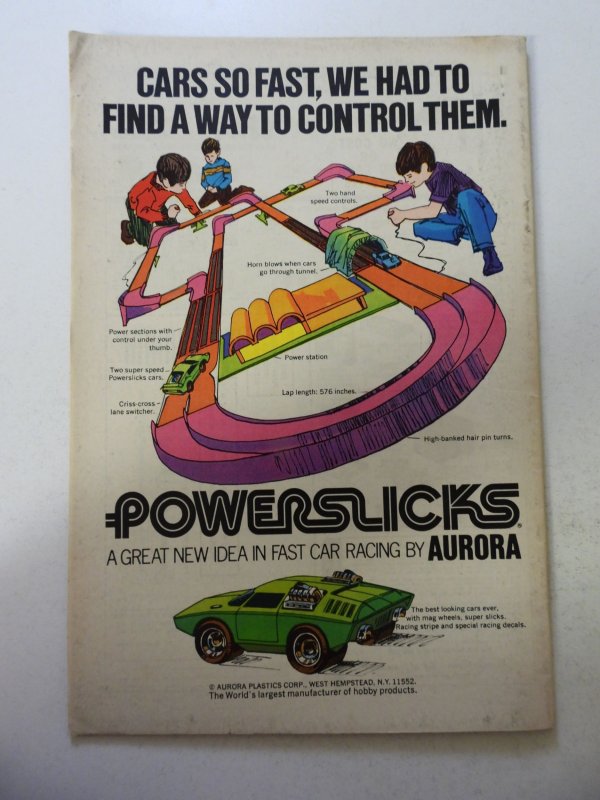 CARS SO FAST, WE HAD TO
FIND A WAY TO CONTROL THEM.
Two hand
speed controls.
Horn blows when cars
go through tunnel.
Power sections with
control under your
thumb.
Power station
Two super speed
Powerslicks cars.
Lap length: 576 inches.
Criss-cross
lane switcher.
High-banked hair pin turns.
POWERSLICKS®
A GREAT NEW IDEA IN FAST CAR RACING BY AURORA
The best looking cars ever,
with mag wheels, super slicks.
Racing stripe and special racing decals.
© AURORA PLASTICS CORP., WEST HEMPSTEAD, N.Y. 11552.
The World's largest manufacturer of hobby products.